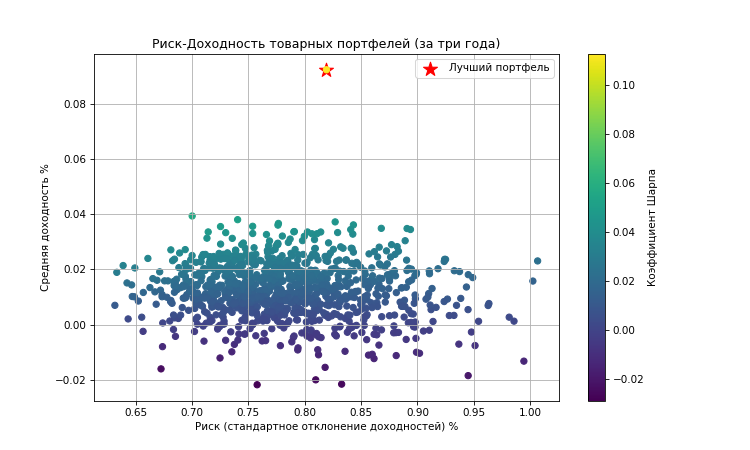 Риск-Доходность товарных портфелей (за три года)
Лучший портфель
Средняя доходность %
0.08
0.06
0.04
0.02
0.00
−0.02
0.65 0.70 0.75 0.80 0.85 0.90 0.95 1.00
Риск (стандартное отклонение доходностей) %
0.10
0.08
0.06
0.04
0.02
0.00
−0.02
Коэффициент Шарпа